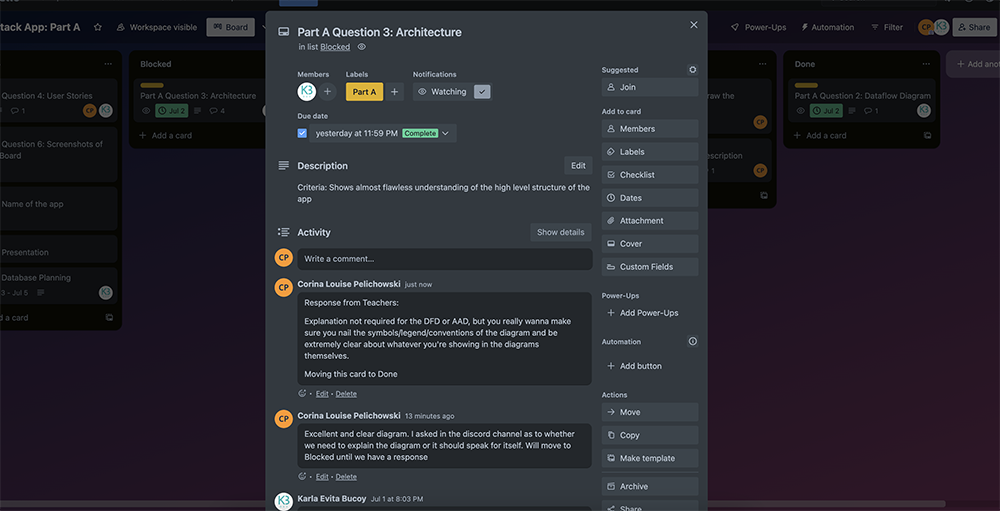 tack App: Part A
Workspace visible
Board
Power-Ups
Automation
Filter
CP
K3
Share
Question 4: User Stories
1
CP
Question 6: Screenshots of
Board
Name of the app
Presentation
Database Planning
3 - Jul 5
K3
d a card
Blocked
Part A Question 3: Architecture
Jul 2
4
Add a card
Part A Question 3: Architecture
in list Blocked
Members
K3
Labels
Part A
Notifications
Watching
Due date
yesterday at 11:59 PM
Complete
Description
Edit
Criteria: Shows almost flawless understanding of the high level structure of the
app
Activity
Show details
CP
Write a comment...
CP
Corina Louise Pelichowski just now
Response from Teachers:
Explanation not required for the DFD or AAD, but you really wanna make
sure you nail the symbols/legend/conventions of the diagram and be
extremely clear about whatever you're showing in the diagrams
themselves.
Moving this card to Done
• Edit • Delete
CP
Corina Louise Pelichowski 13 minutes ago
Excellent and clear diagram. I asked in the discord channel as to whether
we need to explain the diagram or it should speak for itself. Will move to
Blocked until we have a response
• Edit • Delete
K3
Karla Evita Bucoy Jul 1 at 8:03 PM
Suggested
Join
Add to card
Members
Labels
Checklist
Dates
Attachment
Cover
Custom Fields
Power-Ups
Add Power-Ups
Automation
Add button
Actions
Move
Copy
Make template
Archive
Share
raw the
CP
escription
1
CP
Done
Part A Question 2: Dataflow Diagram
Jul 2
1
K3
Add a card
Add anot